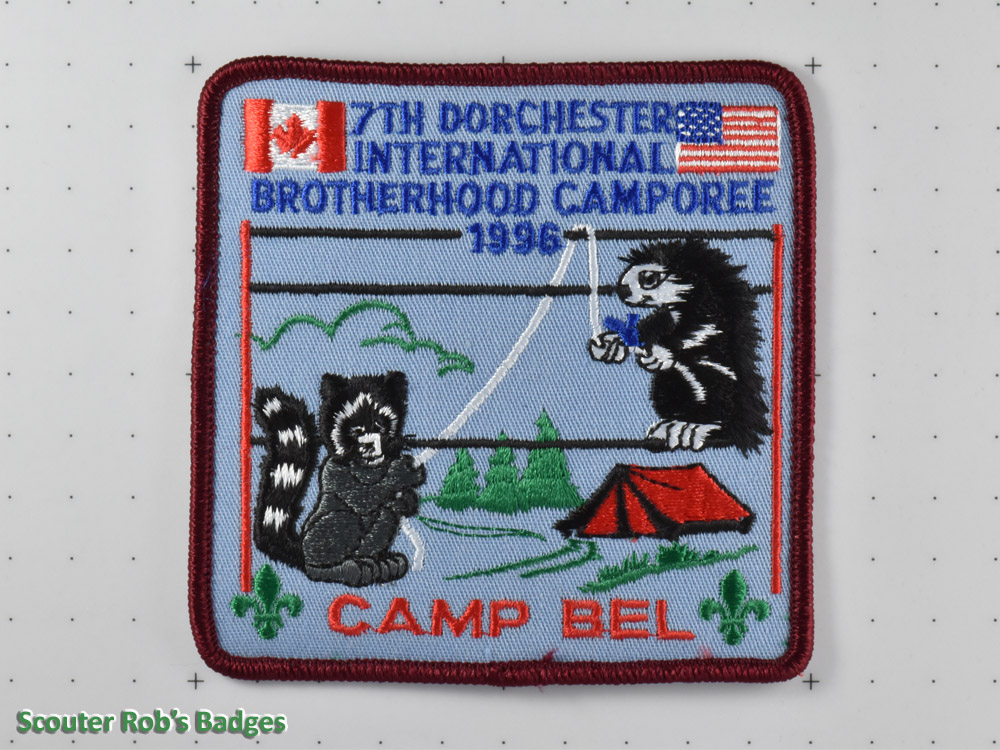 7TH DORCHESTER
INTERNATIONAL
BROTHERHOOD CAMPOREE
1996
CAMP BEL
Scouter Rob's Badges